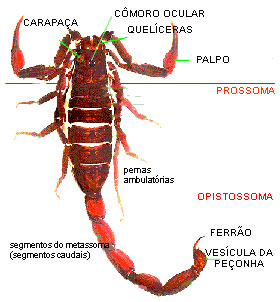 CÔMORO OCULAR
CARAPAÇA
QUELÍCERAS
PALPO
PROSSOMA
pernas
ambulatórias
OPISTOSSOMA
FERRÃO
segmentos do metassoma
(segmentos caudais)
VESÍCULA DA
PEÇONHA